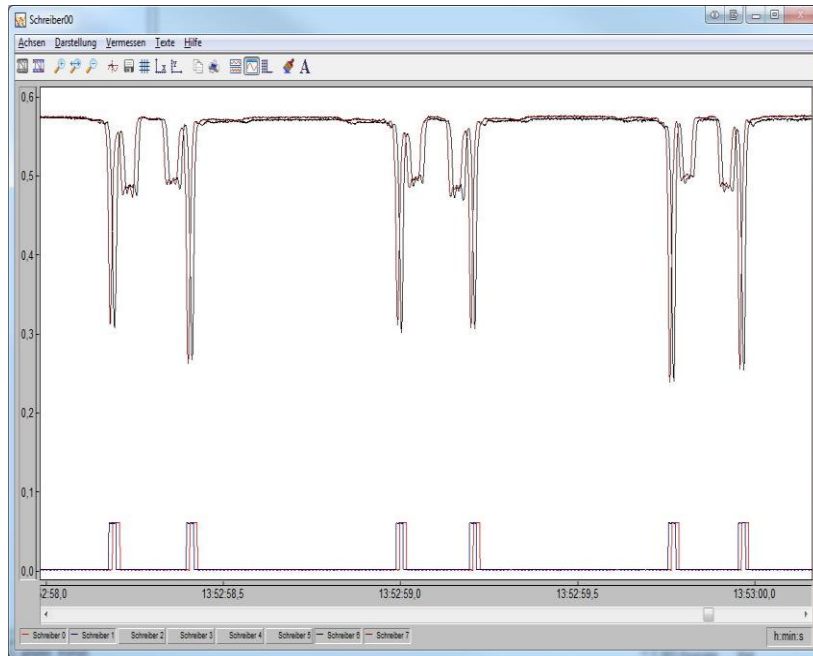 Schreiber00
Achsen Darstellung Vermessen Texte Hilfe
0,6
0,5
0,4
0,3
0,2
0,1
0,0
2:58,0 13:52:58,5 13:52:59,0 13:52:59,5 13:53:00,0
Schreiber 0 Schreiber 1 Schreiber 2 Schreiber 3 Schreiber 4 Schreiber 5 Schreiber 6 Schreiber 7 h:min:s